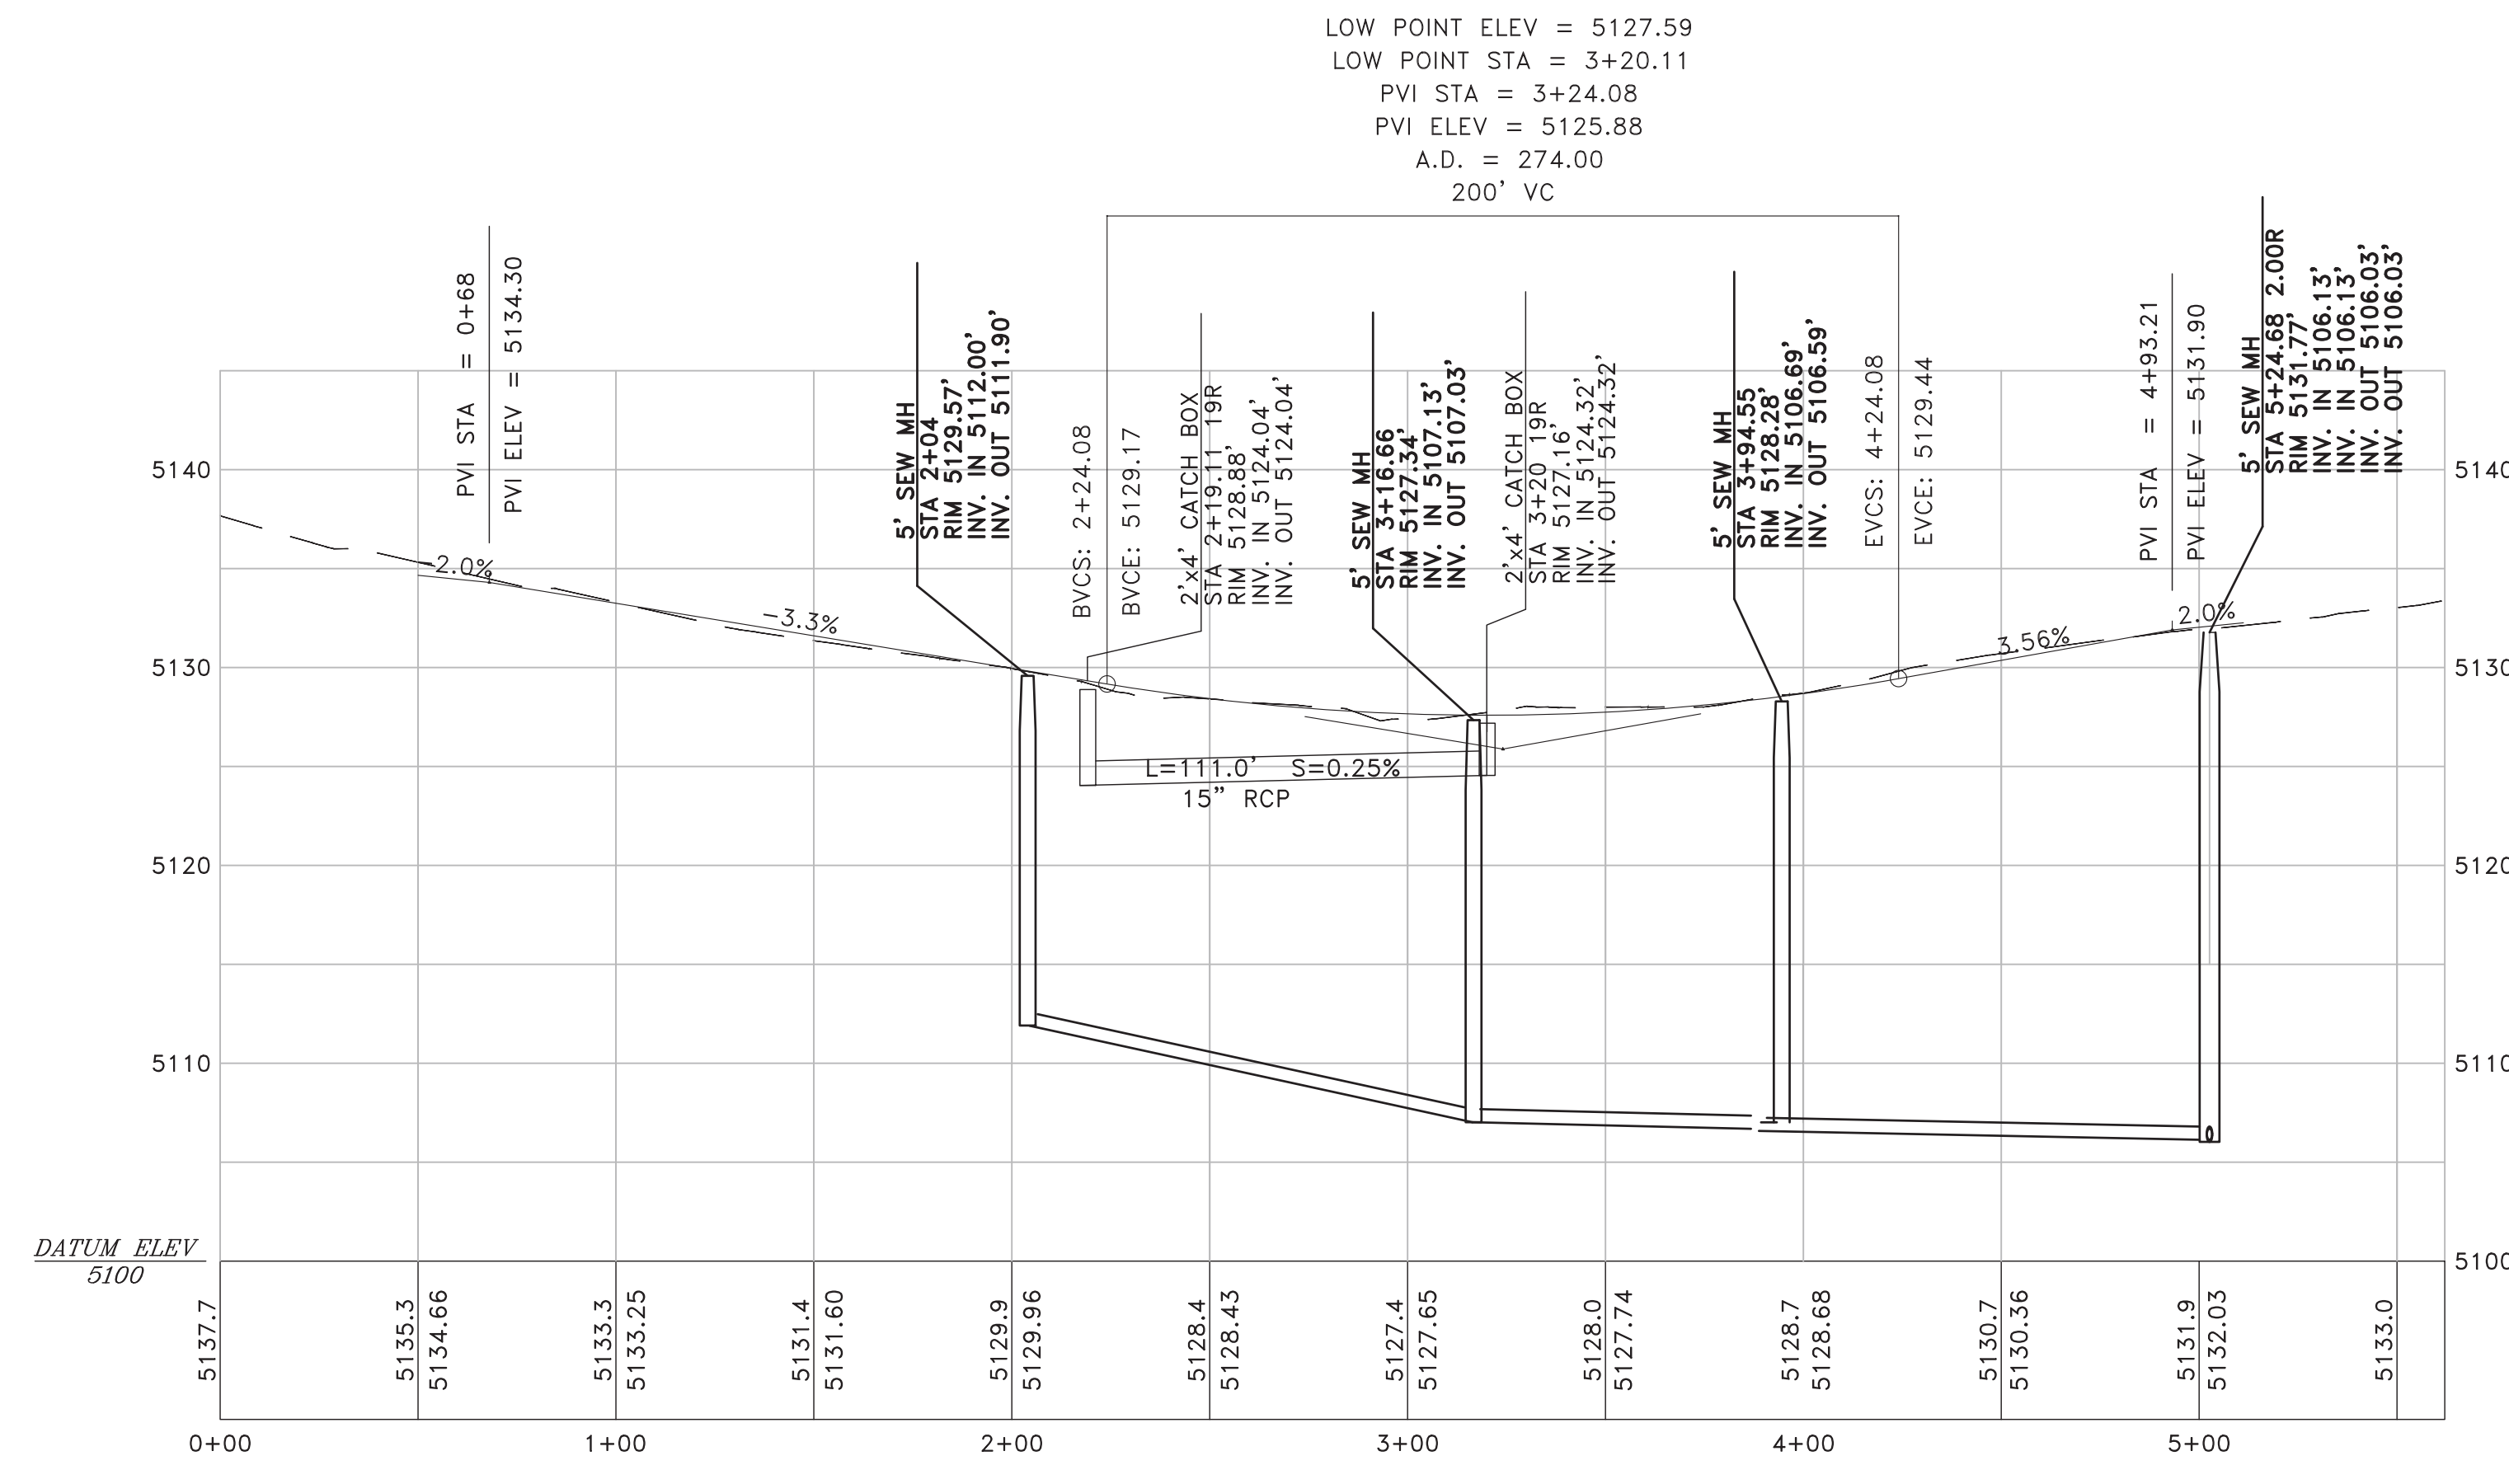 LOW POINT ELEV = 5127.59
LOW POINT STA = 3+20.11
PVI STA = 3+24.08
PVI ELEV = 5125.88
A.D. = 274.00
200' VC
PVI STA = 0+68
PVI ELEV = 5134.30
5' SEW MH
STA 2+04
RIM 5129.57'
INV. IN 5112.00'
INV. OUT 5111.90'
BVCS: 2+24.08
BVCE: 5129.17
2'x4' CATCH BOX
STA 2+19.11 19R
RIM 5128.88'
INV. IN 5124.04'
INV. OUT 5124.04'
5' SEW MH
STA 3+16.66
RIM 5127.34'
INV. IN 5107.13'
INV. OUT 5107.03'
2'x4' CATCH BOX
STA 3+20 19R
RIM 5127.16'
INV. IN 5124.32'
INV. OUT 5124.32'
5' SEW MH
STA 3+94.55
RIM 5128.28'
INV. IN 5106.69'
INV. OUT 5106.59'
EVCS: 4+24.08
EVCE: 5129.44
PVI STA = 4+93.21
PVI ELEV = 5131.90
5' SEW MH
STA 5+24.68 2.00R
RIM 5131.77'
INV. IN 5106.13'
INV. IN 5106.13'
INV. OUT 5106.03'
INV. OUT 5106.03'
5140
5140
-2.0%
-3.3%
3.56%
2.0%
5130
5130
L=111.0' S=0.25%
15" RCP
5120
5120
5110
5110
DATUM ELEV
5100
5100
5137.7
5135.3
5134.66
5133.3
5133.25
5131.4
5131.60
5129.9
5129.96
5128.4
5128.43
5127.4
5127.65
5128.0
5127.74
5128.7
5128.68
5130.7
5130.36
5131.9
5132.03
5133.0
0+00
1+00
2+00
3+00
4+00
5+00